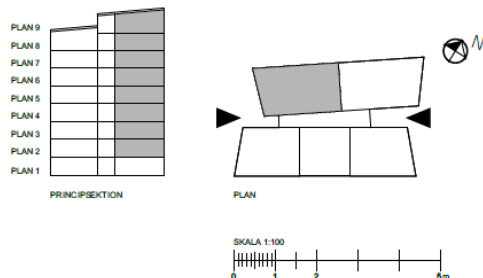 PLAN 9
PLAN 8
PLAN 7
PLAN 6
PLAN 5
PLAN 4
PLAN 3
PLAN 2
PLAN 1
PRINCIPSEKTION
PLAN
N
SKALA 1:100
0 1 2 5m